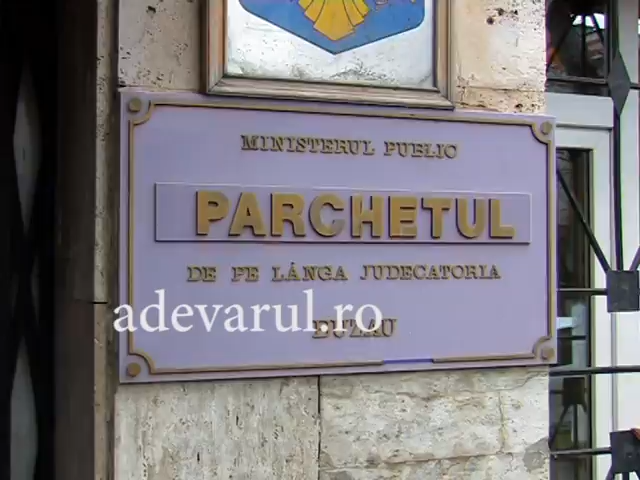 MINISTERUL PUBLIC
PARCHETUL
DE PE LÂNGA JUDECATORIA
adevarul.ro
BUZAU